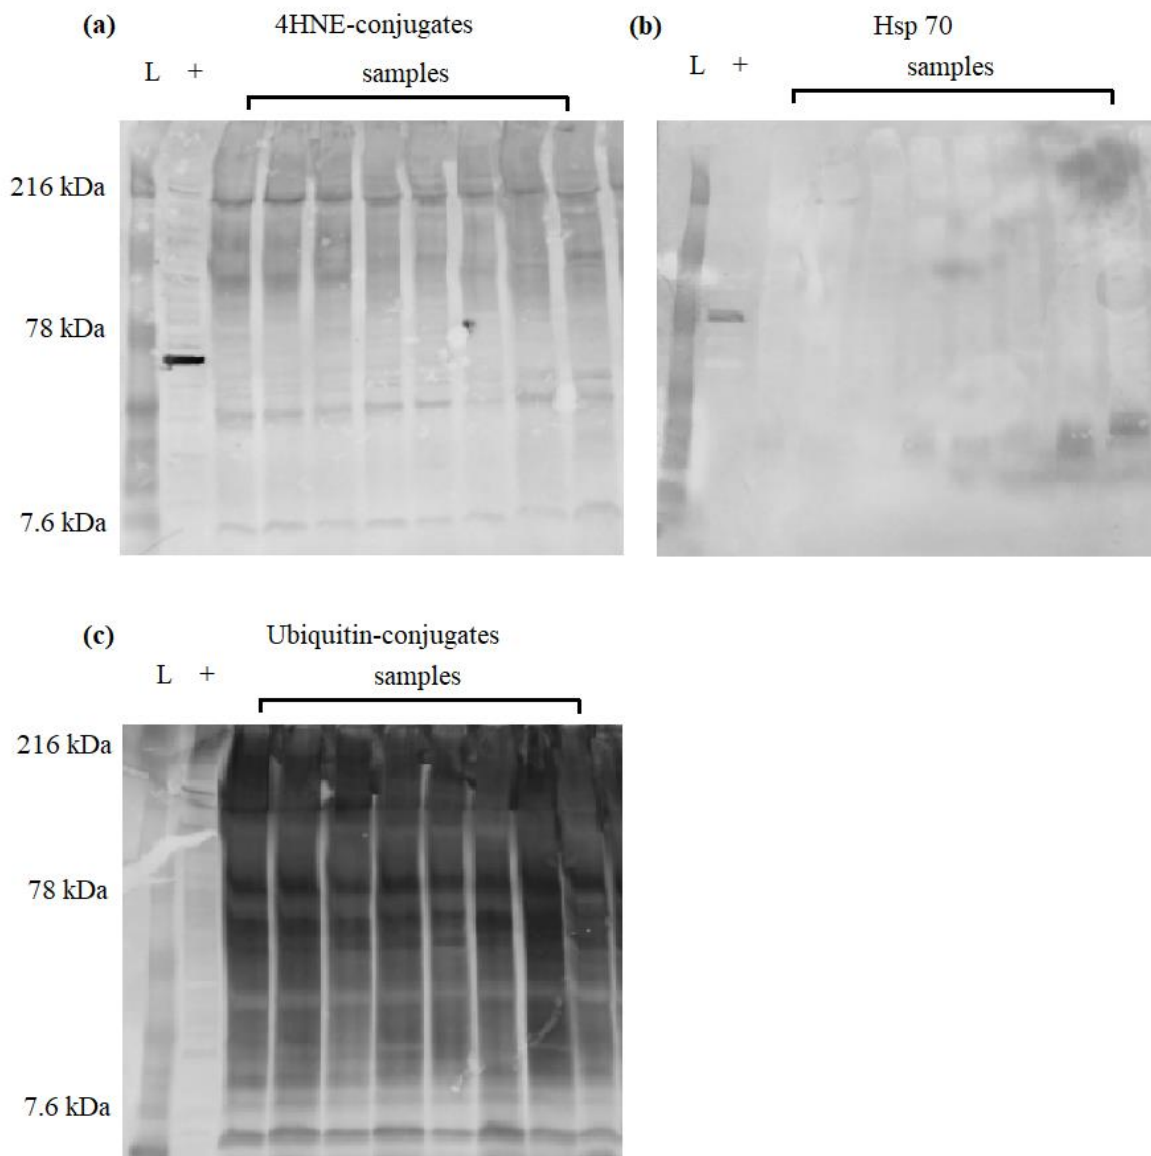 (a) 4HNE-conjugates
L + samples
216 kDa
78 kDa
7.6 kDa
(b) Hsp 70
L + samples
(c) Ubiquitin-conjugates
L + samples
216 kDa
78 kDa
7.6 kDa